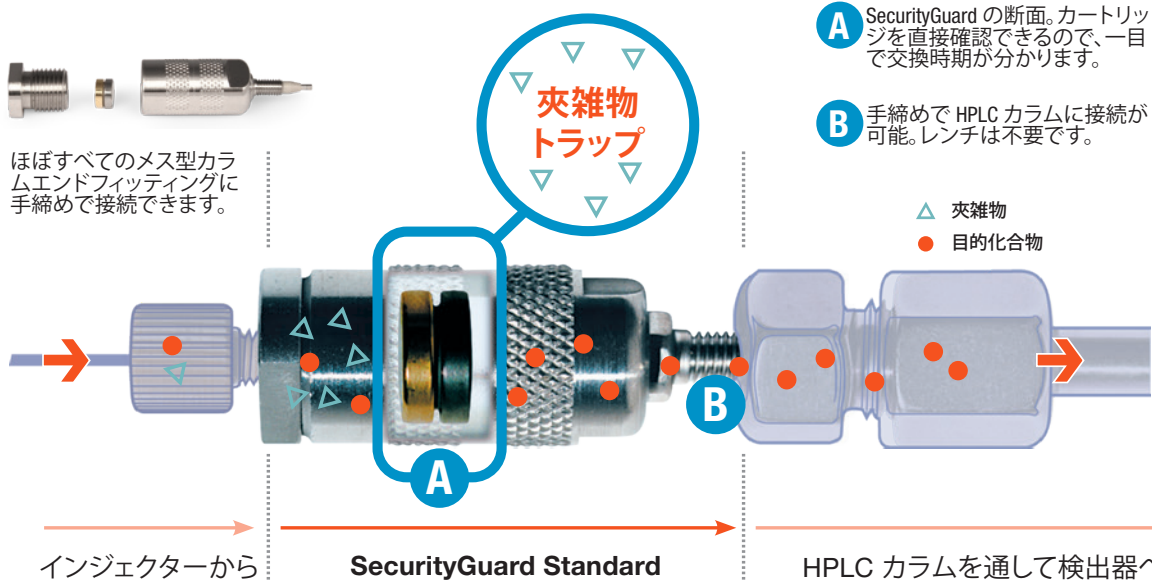 A
SecurityGuard の断面。カートリッ
ジを直接確認できるので、一目
で交換時期が分かります。
B
手締めで HPLC カラムに接続が
可能。レンチは不要です。
夾雑物
トラップ
ほぼすべてのメス型カラ
ムエンドフィッティングに
手締めで接続できます。
夾雑物
目的化合物
B
A
インジェクターから
SecurityGuard Standard
HPLC カラムを通して検出器へ